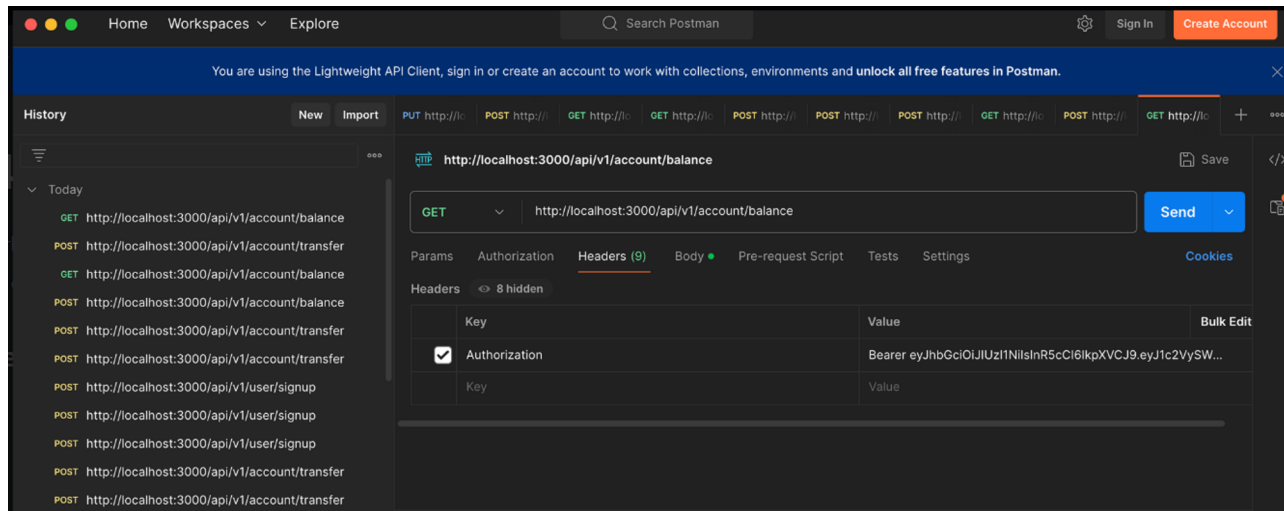 Home Workspaces Explore Search Postman Sign In Create Account
You are using the Lightweight API Client, sign in or create an account to work with collections, environments and unlock all free features in Postman.
History New Import
PUT http://lo POST http://l GET http://lo GET http://lo POST http://l POST http://l POST http://l GET http://lo POST http://l GET http://lo
HTTP http://localhost:3000/api/v1/account/balance Save
Today
GET http://localhost:3000/api/v1/account/balance
POST http://localhost:3000/api/v1/account/transfer
GET http://localhost:3000/api/v1/account/balance
POST http://localhost:3000/api/v1/account/balance
POST http://localhost:3000/api/v1/account/transfer
POST http://localhost:3000/api/v1/account/transfer
POST http://localhost:3000/api/v1/user/signup
POST http://localhost:3000/api/v1/user/signup
POST http://localhost:3000/api/v1/user/signup
POST http://localhost:3000/api/v1/account/transfer
POST http://localhost:3000/api/v1/account/transfer
GET http://localhost:3000/api/v1/account/balance Send
Params Authorization Headers (9) Body Pre-request Script Tests Settings Cookies
Headers 8 hidden
Key Value Bulk Edit
Authorization Bearer eyJhbGciOiJIUzI1NiIsInR5cCI6IkpXVCJ9.eyJ1c2VySW...
Key Value